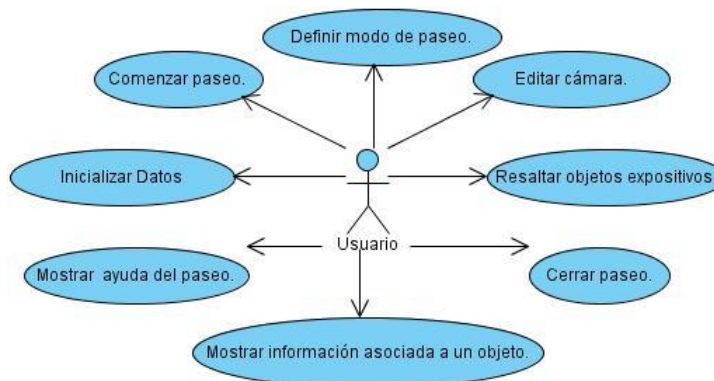 Definir modo de paseo.
Comenzar paseo.
Editar cámara.
Inicializar Datos
Resaltar objetos expositivos
Usuario
Mostrar ayuda del paseo.
Cerrar paseo.
Mostrar información asociada a un objeto.